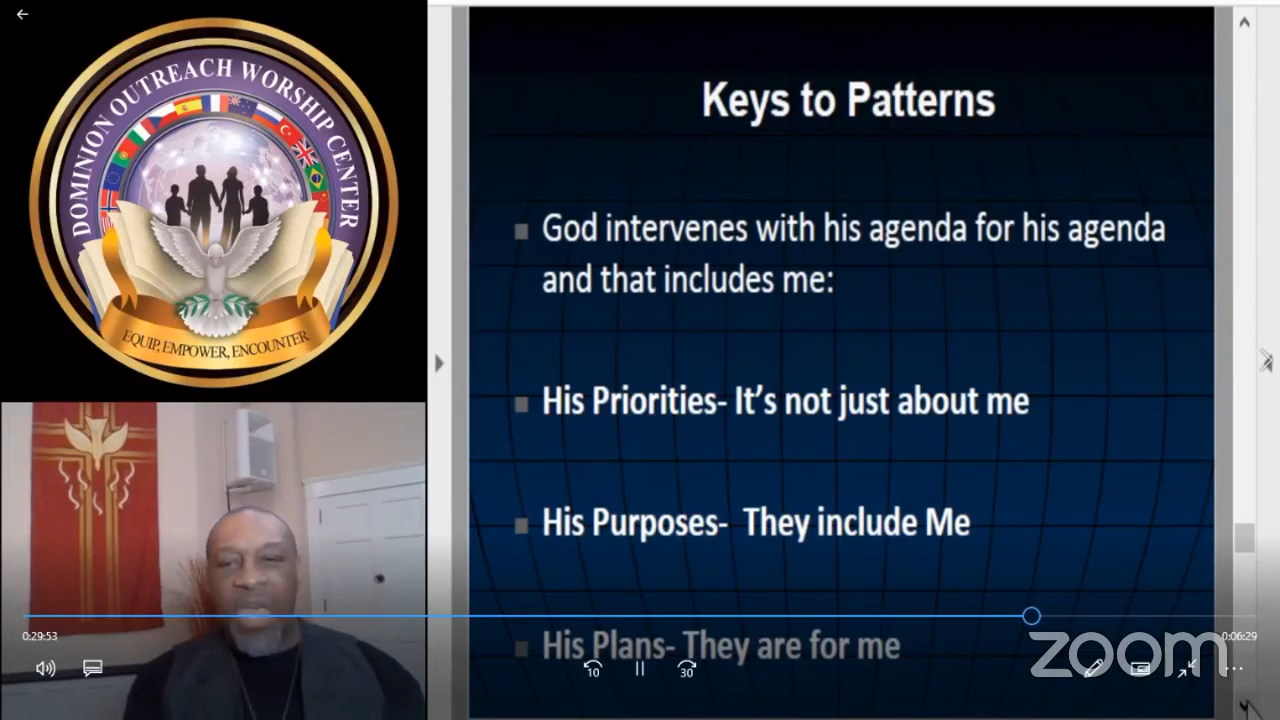 DOMINION OUTREACH WORSHIP CENTER
EQUIP, EMPOWER, ENCOUNTER
Keys to Patterns
God intervenes with his agenda for his agenda
and that includes me:
His Priorities- It's not just about me
His Purposes- They include Me
His Plans- They are for me
0:29:53
0:06:29
10
30
zoom